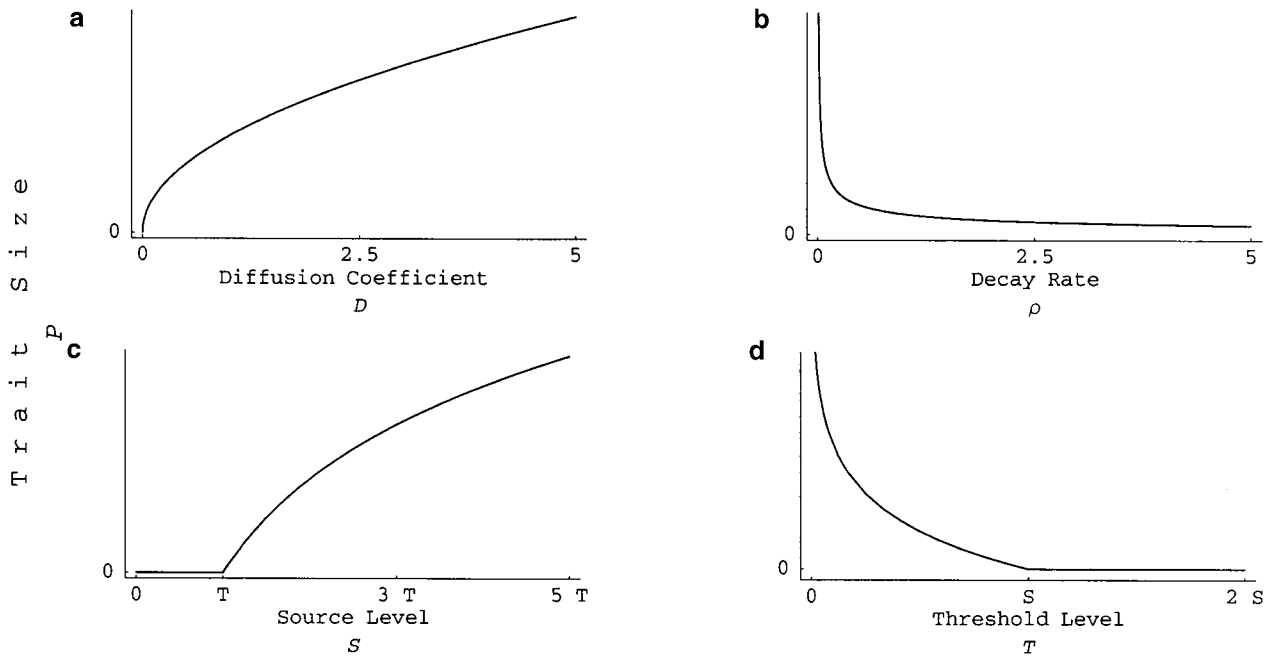 Trait Size
P
a
0
0 2.5 5
Diffusion Coefficient
D
b
0
0 2.5 5
Decay Rate
ρ
c
0
0 T 3 T 5 T
Source Level
S
d
0
0 S 2 S
Threshold Level
T